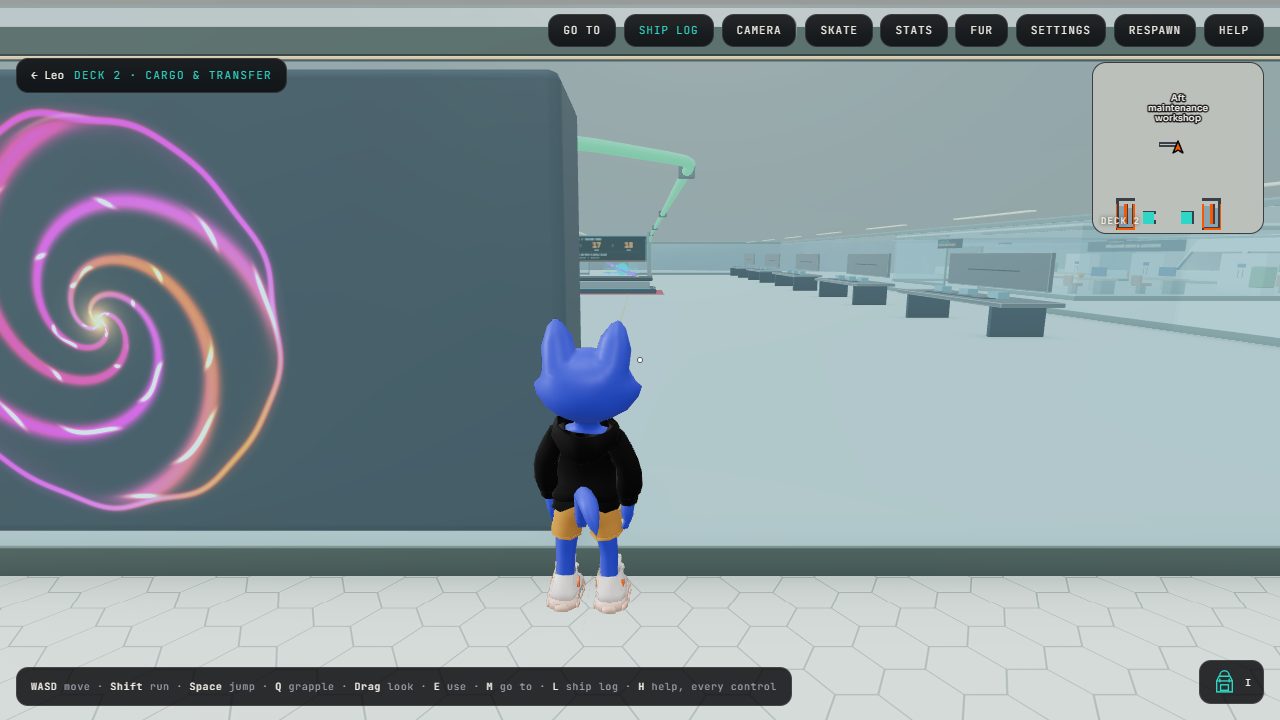 GO TO
SHIP LOG
CAMERA
SKATE
STATS
FUR
SETTINGS
RESPAWN
HELP
← Leo DECK 2 · CARGO & TRANSFER
Aft
maintenance
workshop
DECK 2
17 18
WASD move · Shift run · Space jump · Q grapple · Drag look · E use · M go to · L ship log · H help, every control
I